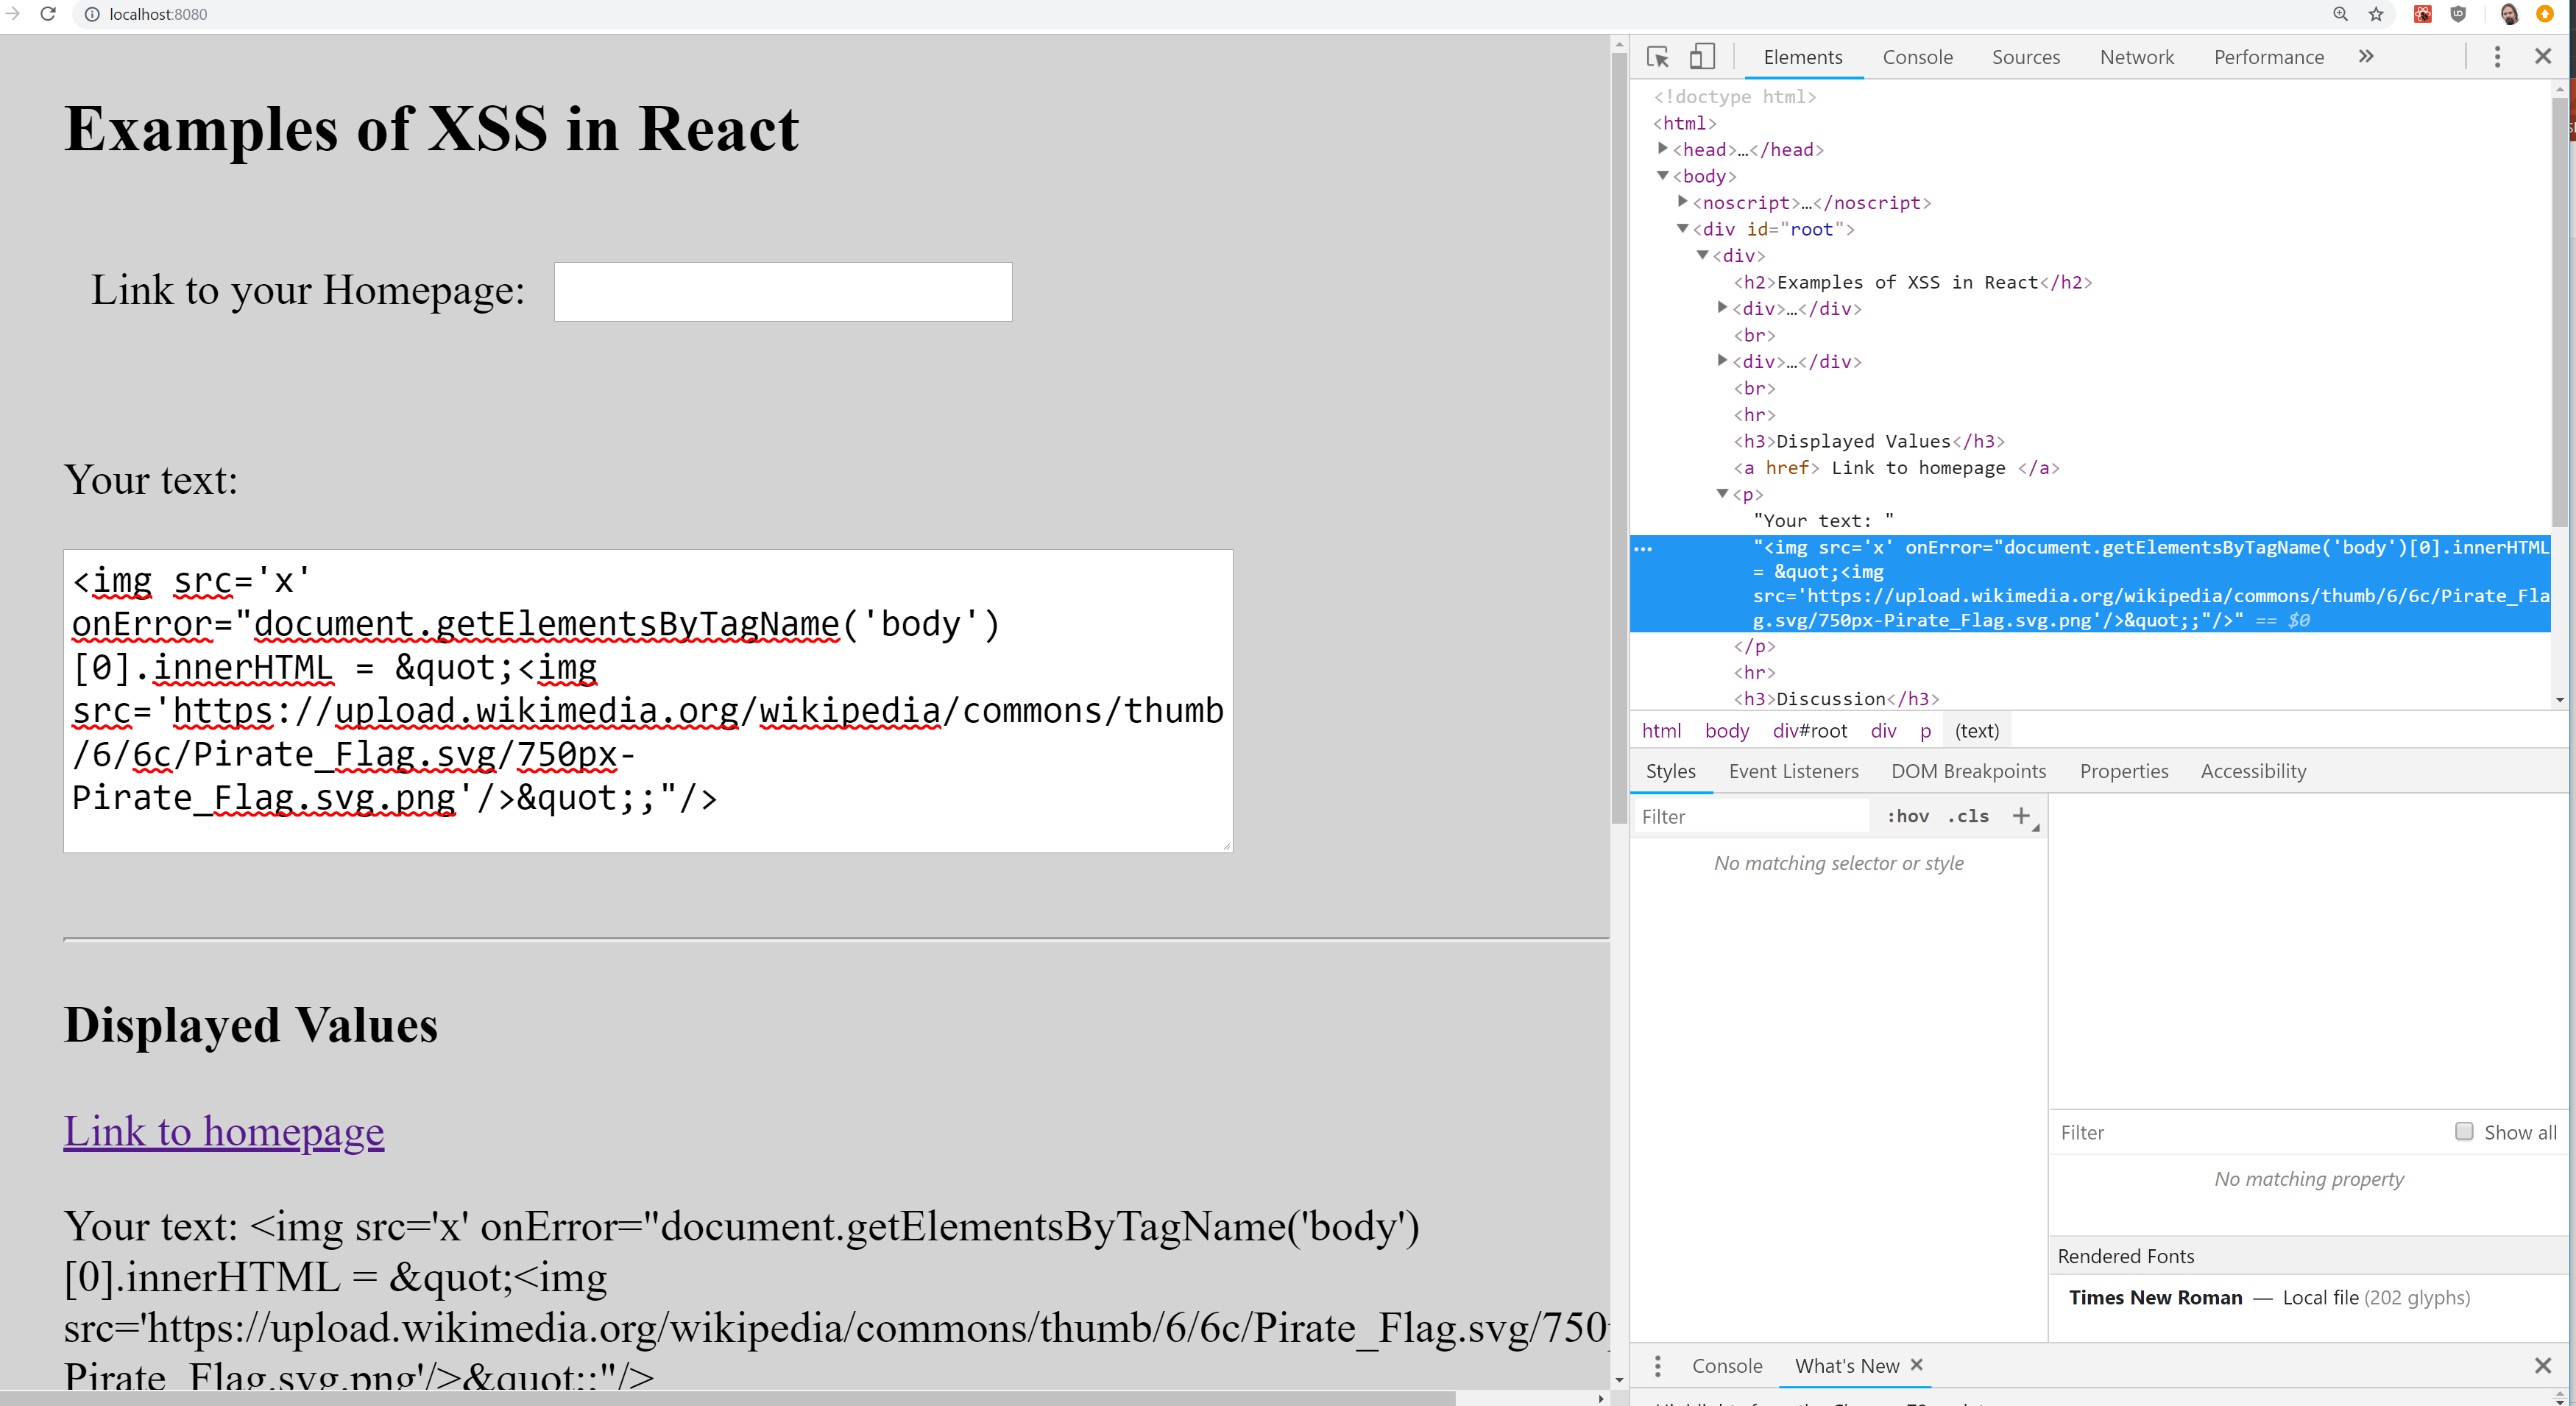 localhost:8080
Examples of XSS in React
Link to your Homepage:
Your text:
<img src='x'
onError="document.getElementsByTagName('body')
[0].innerHTML = &quot;<img
src='https://upload.wikimedia.org/wikipedia/commons/thumb
/6/6c/Pirate_Flag.svg/750px-
Pirate_Flag.svg.png'/>&quot;;"/>
Displayed Values
Link to homepage
Your text: <img src='x' onError="document.getElementsByTagName('body')
[0].innerHTML = &quot;<img
src='https://upload.wikimedia.org/wikipedia/commons/thumb/6/6c/Pirate_Flag.svg/750
Pirate_Flag.svg.png'/>&quot;;"/>
Elements Console Sources Network Performance
<!doctype html>
<html>
<head>…</head>
<body>
<noscript>…</noscript>
<div id="root">
<div>
<h2>Examples of XSS in React</h2>
<div>…</div>
<br>
<div>…</div>
<br>
<hr>
<h3>Displayed Values</h3>
<a href> Link to homepage </a>
<p>
"Your text: "
"<img src='x' onError="document.getElementsByTagName('body')[0].innerHTML
= &quot;<img
src='https://upload.wikimedia.org/wikipedia/commons/thumb/6/6c/Pirate_Fla
g.svg/750px-Pirate_Flag.svg.png'/>&quot;;"/>" == $0
</p>
<hr>
<h3>Discussion</h3>
html body div#root div p (text)
Styles Event Listeners DOM Breakpoints Properties Accessibility
Filter :hov .cls +
No matching selector or style
Filter Show all
No matching property
Rendered Fonts
Times New Roman — Local file (202 glyphs)
Console What's New